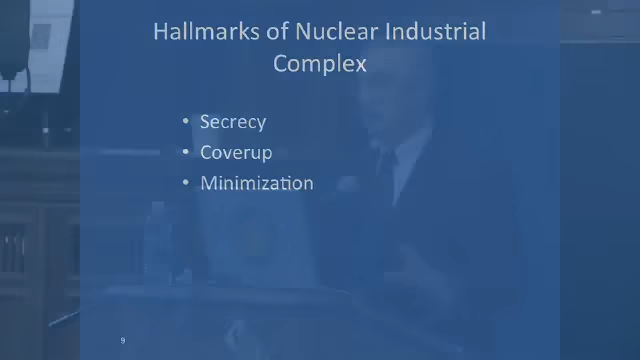 Hallmarks of Nuclear Industrial
Complex
• Secrecy
• Coverup
• Minimization
9